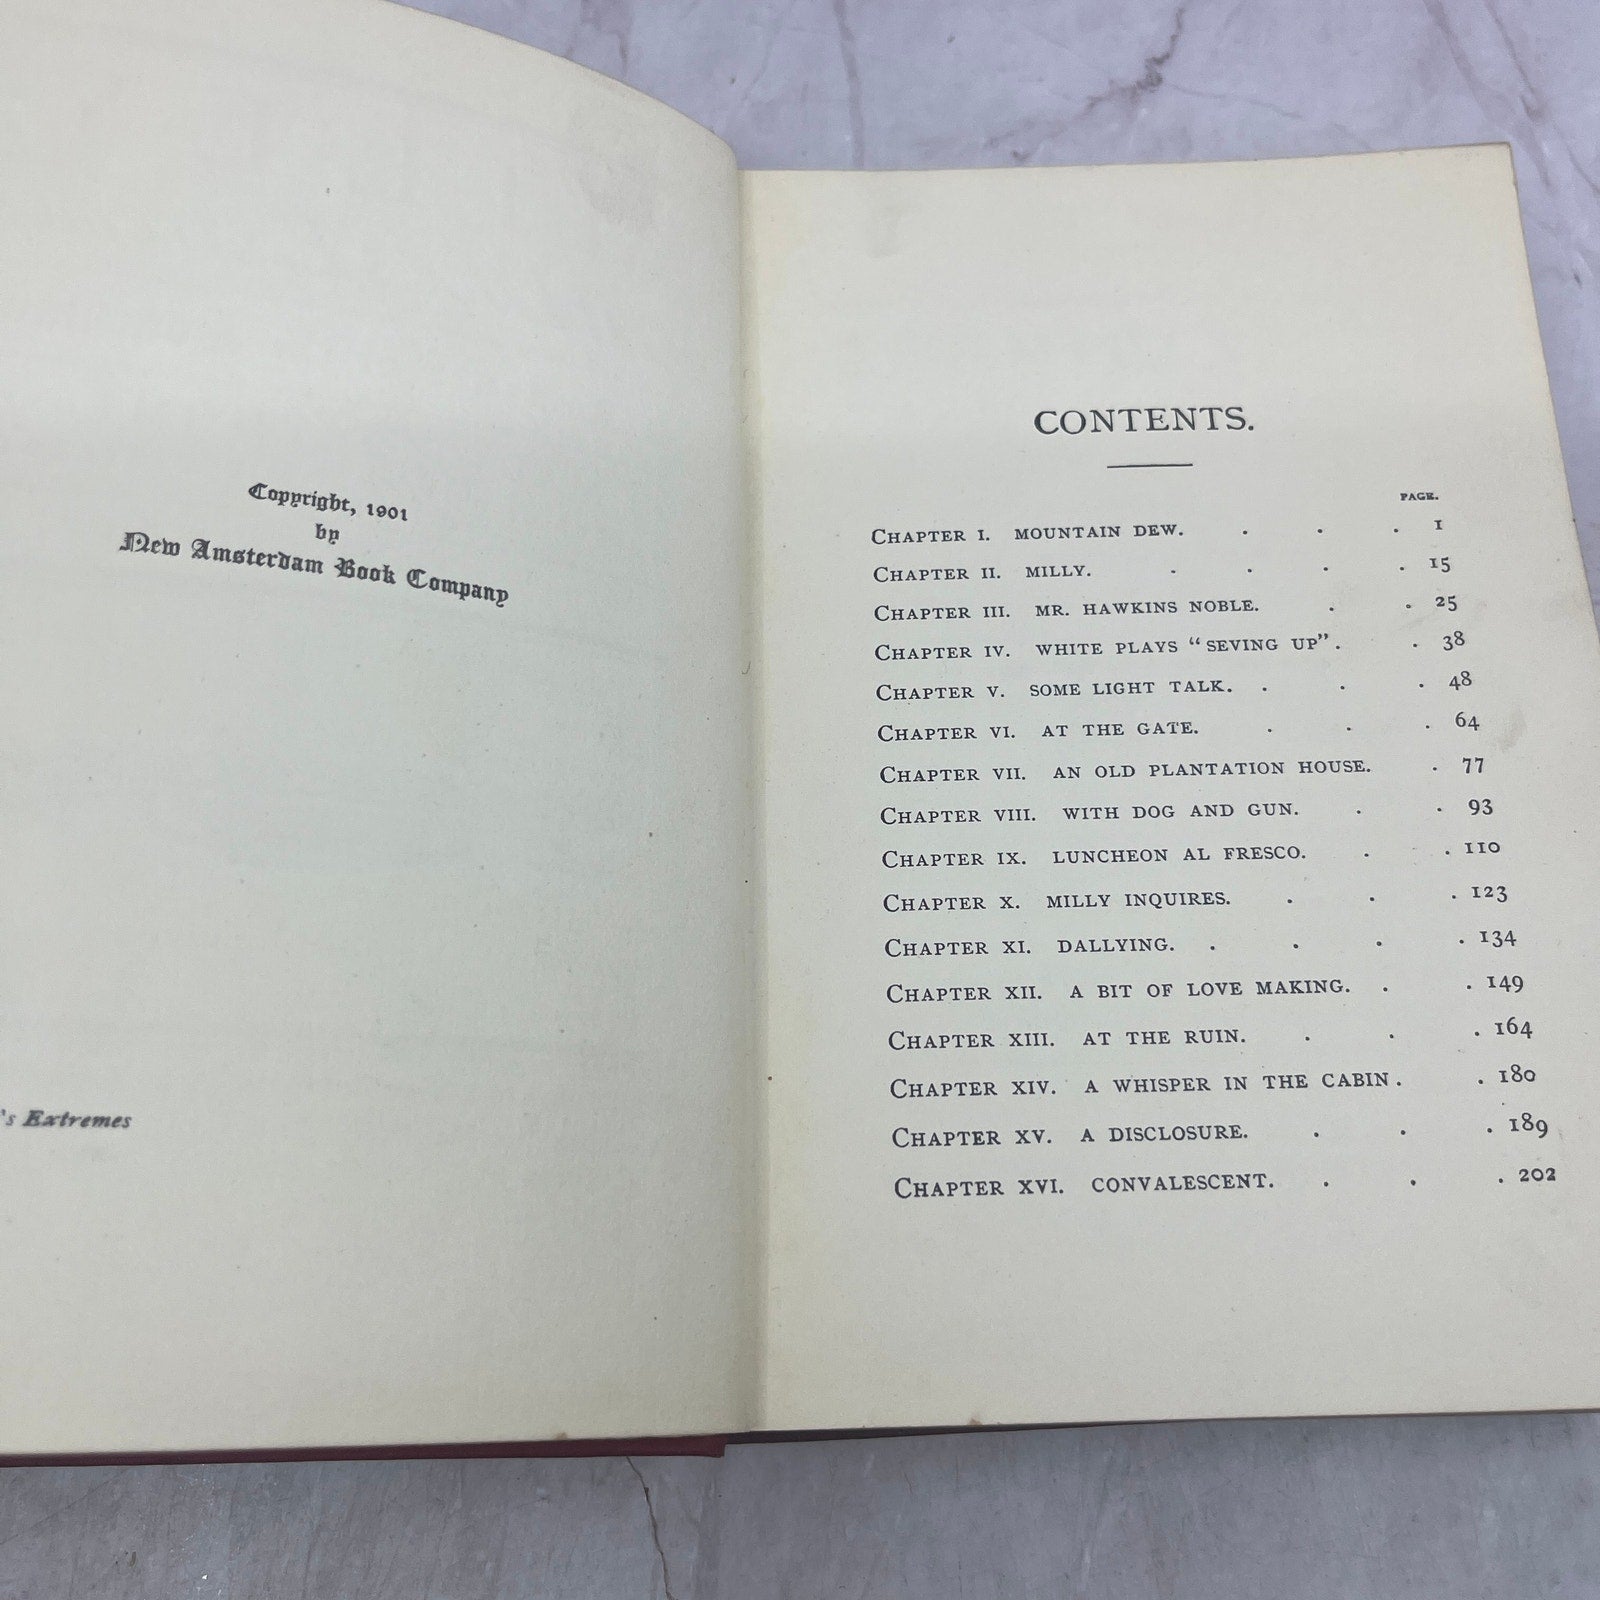 Copyright, 1901
by
New Amsterdam Book Company
's Extremes
CONTENTS.
PAGE.
CHAPTER I. MOUNTAIN DEW. . . . 1
CHAPTER II. MILLY. . . . . 15
CHAPTER III. MR. HAWKINS NOBLE. . . 25
CHAPTER IV. WHITE PLAYS "SEVING UP". . 38
CHAPTER V. SOME LIGHT TALK. . . . 48
CHAPTER VI. AT THE GATE. . . . 64
CHAPTER VII. AN OLD PLANTATION HOUSE. . 77
CHAPTER VIII. WITH DOG AND GUN. . . 93
CHAPTER IX. LUNCHEON AL FRESCO. . . 110
CHAPTER X. MILLY INQUIRES. . . . 123
CHAPTER XI. DALLYING. . . . . 134
CHAPTER XII. A BIT OF LOVE MAKING. . . 149
CHAPTER XIII. AT THE RUIN. . . . 164
CHAPTER XIV. A WHISPER IN THE CABIN. . 180
CHAPTER XV. A DISCLOSURE. . . . 189
CHAPTER XVI. CONVALESCENT. . . . 202